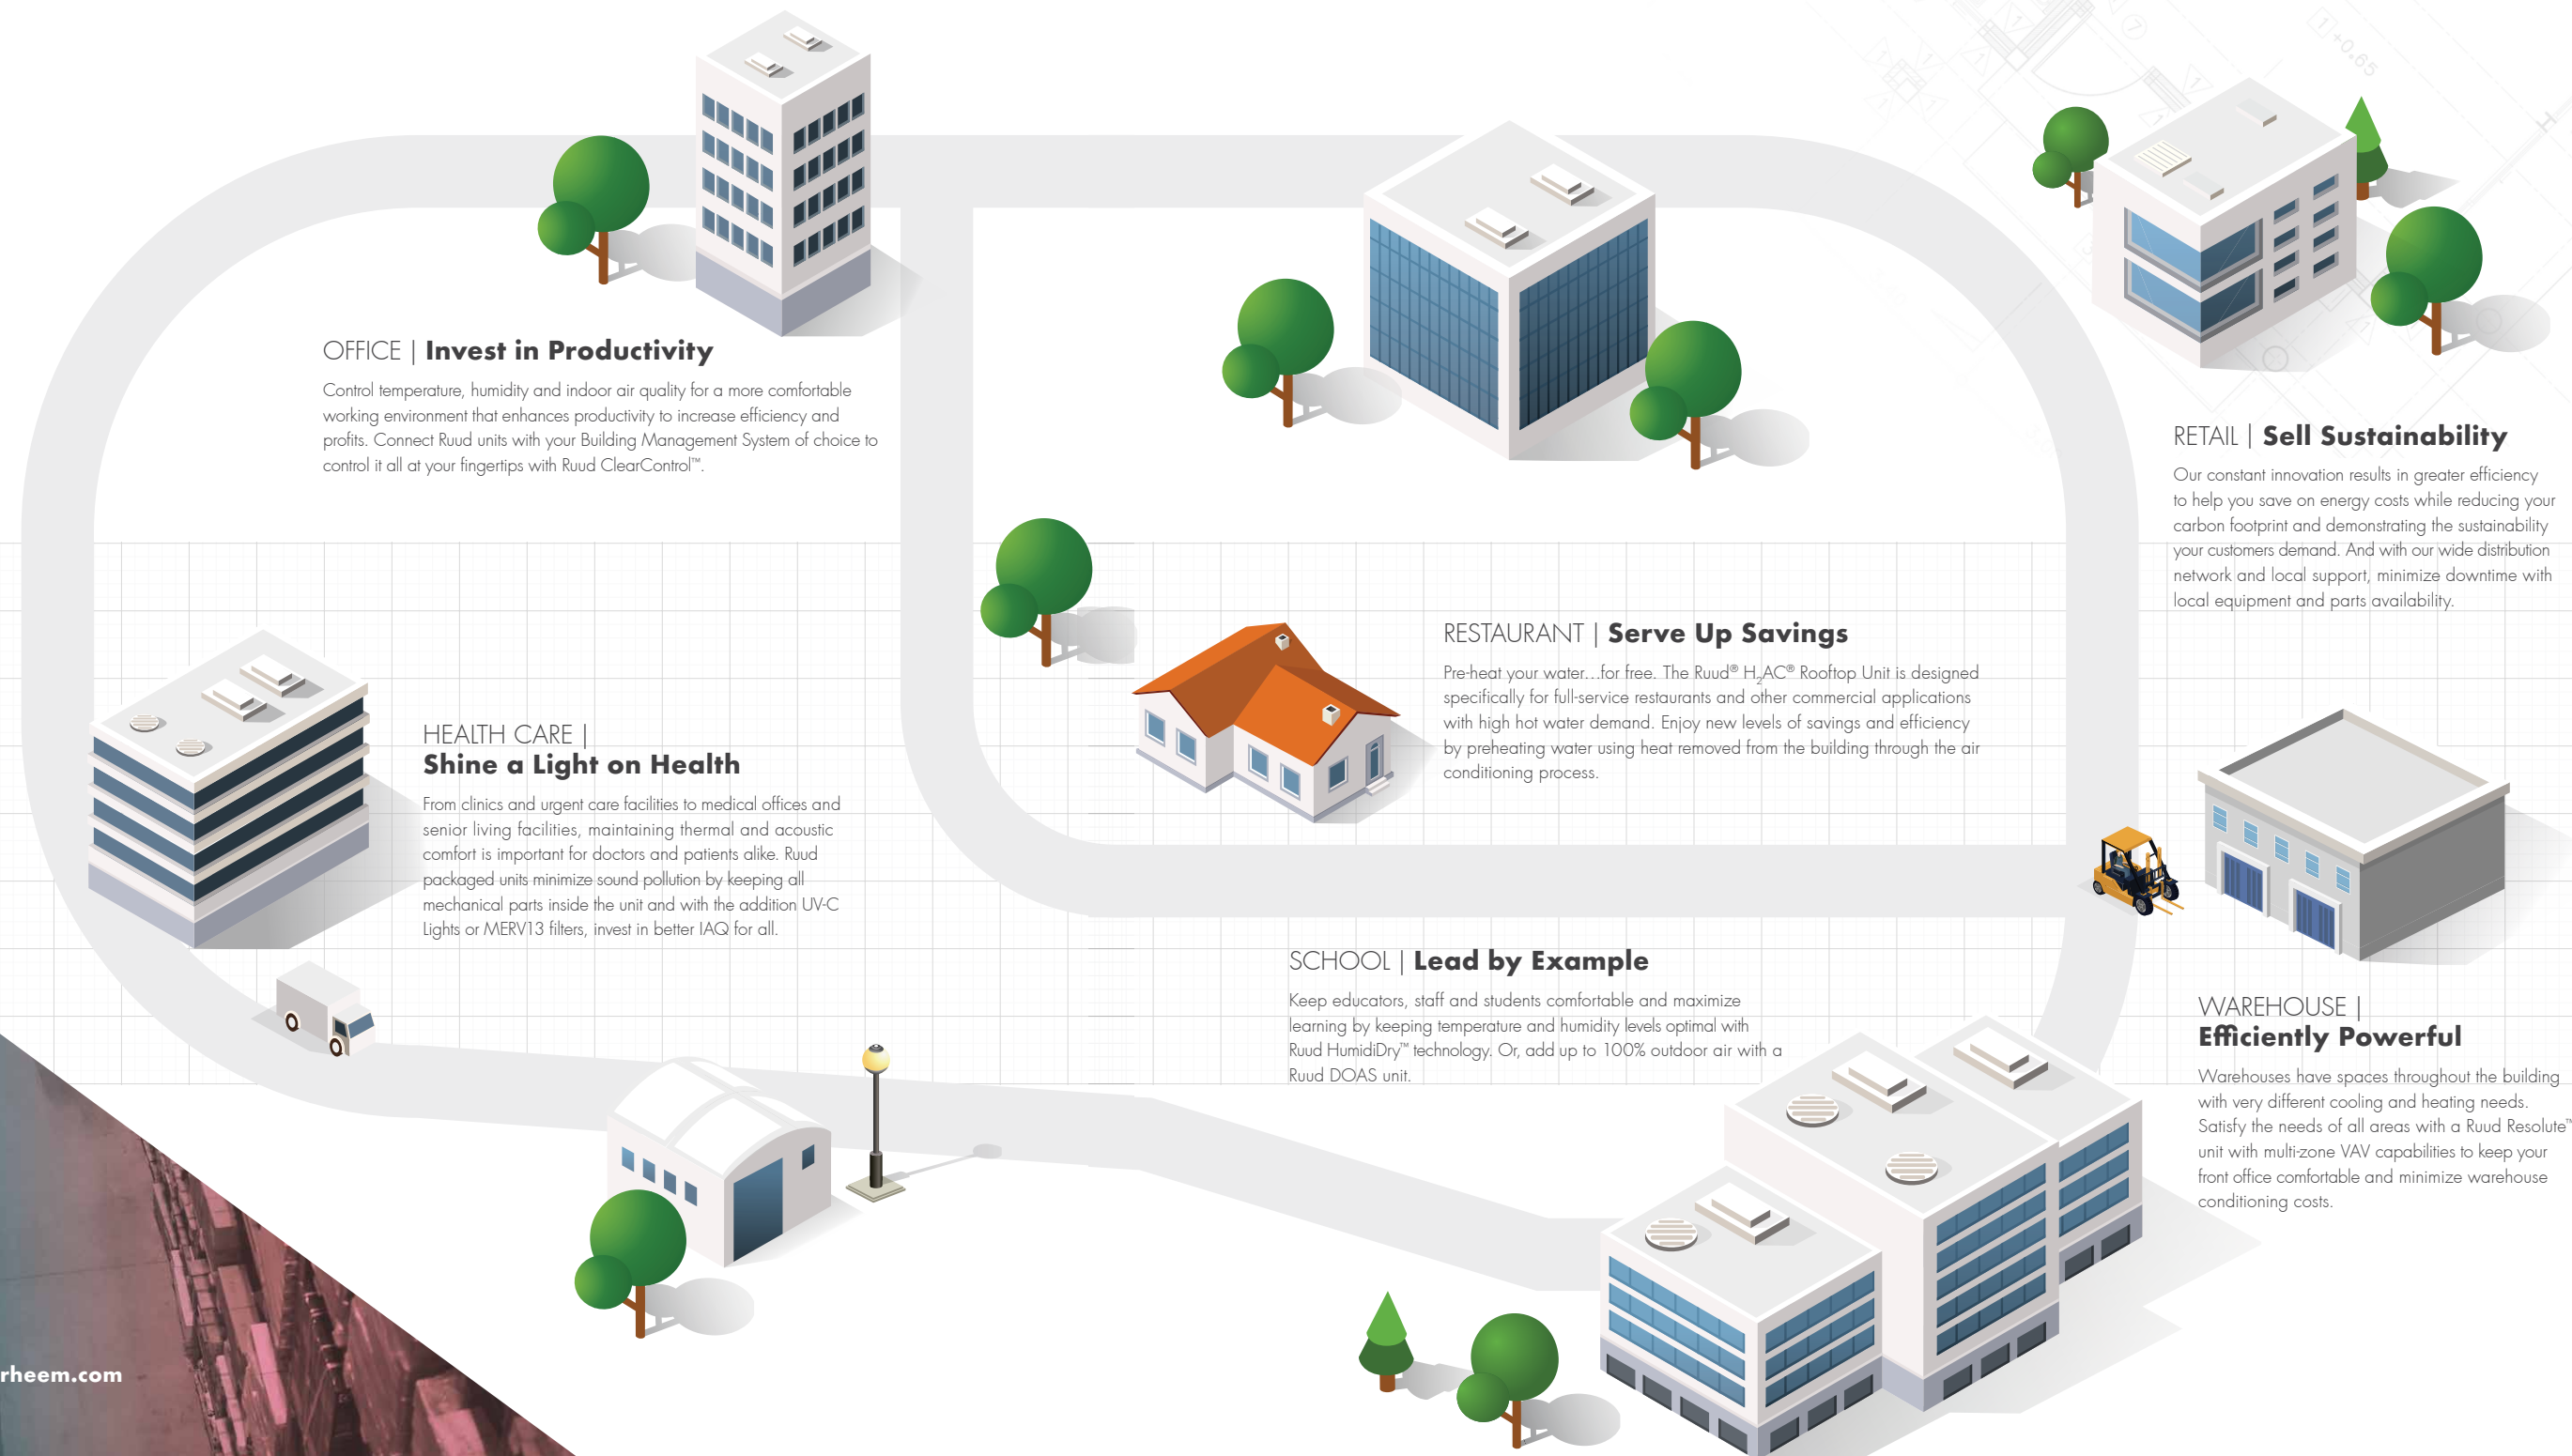 OFFICE | Invest in Productivity
Control temperature, humidity and indoor air quality for a more comfortable
working environment that enhances productivity to increase efficiency and
profits. Connect Ruud units with your Building Management System of choice to
control it all at your fingertips with Ruud ClearControl™.
RETAIL | Sell Sustainability
Our constant innovation results in greater efficiency
to help you save on energy costs while reducing your
carbon footprint and demonstrating the sustainability
your customers demand. And with our wide distribution
network and local support, minimize downtime with
local equipment and parts availability.
RESTAURANT | Serve Up Savings
Pre-heat your water...for free. The Ruud® H₂AC® Rooftop Unit is designed
specifically for full-service restaurants and other commercial applications
with high hot water demand. Enjoy new levels of savings and efficiency
by preheating water using heat removed from the building through the air
conditioning process.
HEALTH CARE |
Shine a Light on Health
From clinics and urgent care facilities to medical offices and
senior living facilities, maintaining thermal and acoustic
comfort is important for doctors and patients alike. Ruud
packaged units minimize sound pollution by keeping all
mechanical parts inside the unit and with the addition UV-C
Lights or MERV13 filters, invest in better IAQ for all.
SCHOOL | Lead by Example
Keep educators, staff and students comfortable and maximize
learning by keeping temperature and humidity levels optimal with
Ruud HumidiDry™ technology. Or, add up to 100% outdoor air with a
Ruud DOAS unit.
WAREHOUSE |
Efficiently Powerful
Warehouses have spaces throughout the building
with very different cooling and heating needs.
Satisfy the needs of all areas with a Ruud Resolute™
unit with multi-zone VAV capabilities to keep your
front office comfortable and minimize warehouse
conditioning costs.
rheem.com
1 +0.65
7